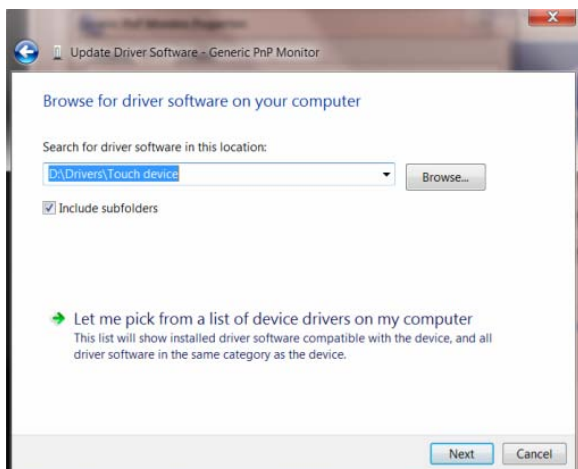 Update Driver Software - Generic PnP Monitor
Browse for driver software on your computer
Search for driver software in this location:
D:\Drivers\Touch device
Browse...
Include subfolders
Let me pick from a list of device drivers on my computer
This list will show installed driver software compatible with the device, and all
driver software in the same category as the device.
Next
Cancel